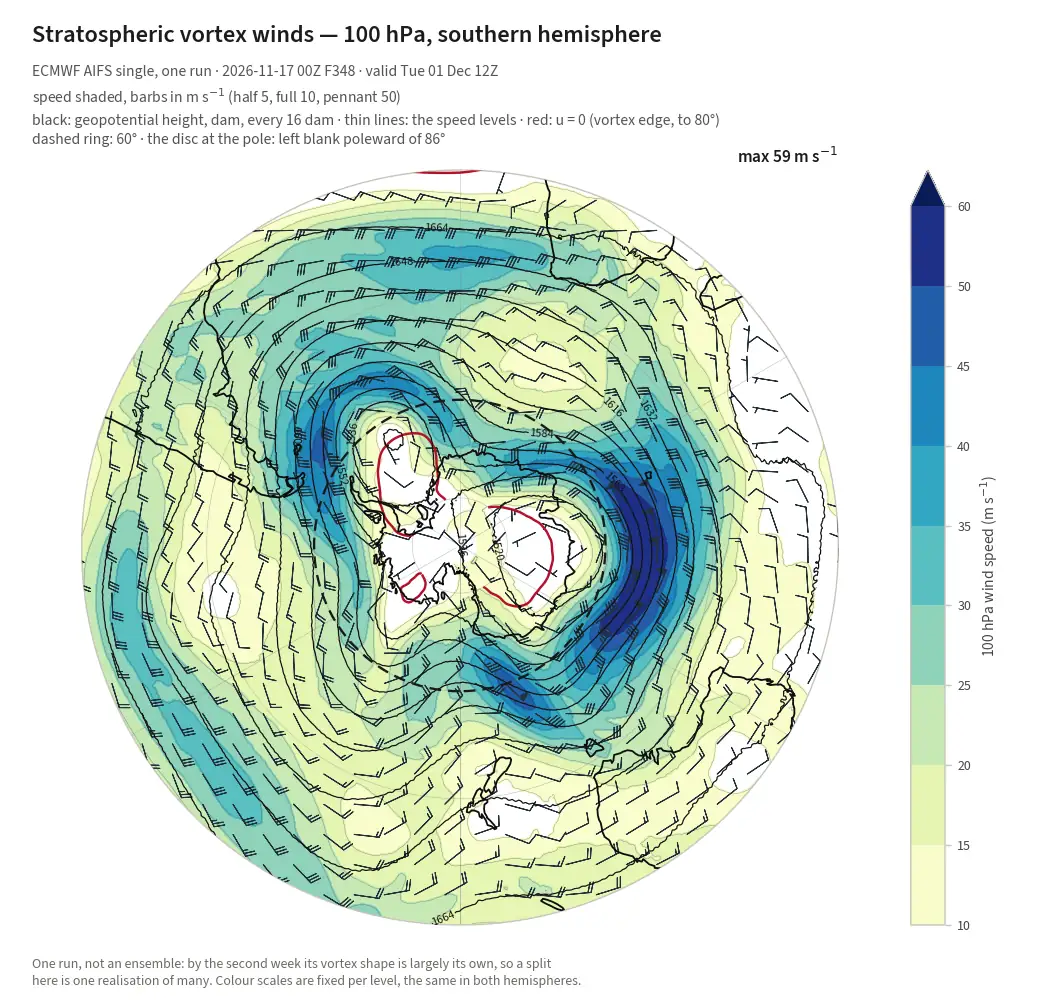 Stratospheric vortex winds — 100 hPa, southern hemisphere
ECMWF AIFS single, one run · 2026-11-17 00Z F348 · valid Tue 01 Dec 12Z
speed shaded, barbs in m s⁻¹ (half 5, full 10, pennant 50)
black: geopotential height, dam, every 16 dam · thin lines: the speed levels · red: u = 0 (vortex edge, to 80°)
dashed ring: 60° · the disc at the pole: left blank poleward of 86°
max 59 m s⁻¹
1664
1648
1616
1632
1584
1552
1520
1664
60
50
45
40
35
30
25
20
15
10
100 hPa wind speed (m s⁻¹)
One run, not an ensemble: by the second week its vortex shape is largely its own, so a split
here is one realisation of many. Colour scales are fixed per level, the same in both hemispheres.